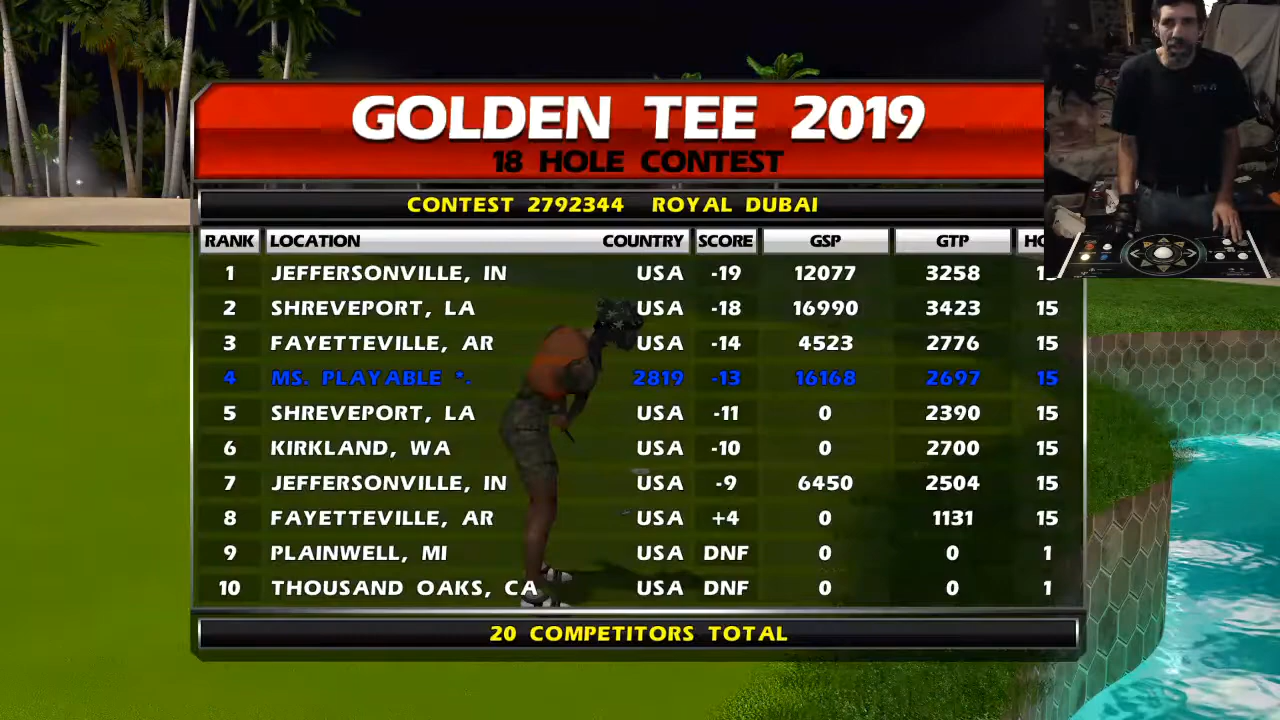 GOLDEN TEE 2019
18 HOLE CONTEST
CONTEST 2792344 ROYAL DUBAI
RANK LOCATION COUNTRY SCORE GSP GTP HO
1 JEFFERSONVILLE, IN USA -19 12077 3258 15
2 SHREVEPORT, LA USA -18 16990 3423 15
3 FAYETTEVILLE, AR USA -14 4523 2776 15
4 MS. PLAYABLE *. 2819 -13 16168 2697 15
5 SHREVEPORT, LA USA -11 0 2390 15
6 KIRKLAND, WA USA -10 0 2700 15
7 JEFFERSONVILLE, IN USA -9 6450 2504 15
8 FAYETTEVILLE, AR USA +4 0 1131 15
9 PLAINWELL, MI USA DNF 0 0 1
10 THOUSAND OAKS, CA USA DNF 0 0 1
20 COMPETITORS TOTAL